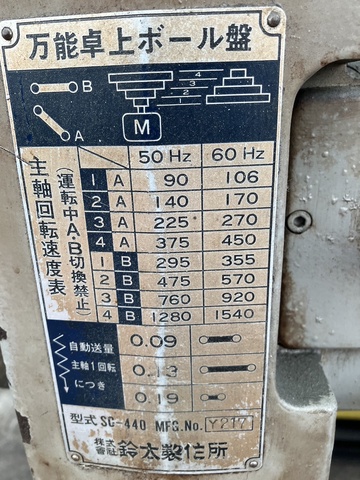 万能卓上ボール盤
B
A
4
3
2
1
M
主軸回転速度表
運転中A・B切換禁止
50 Hz 60 Hz
1 A 90 106
2 A 140 170
3 A 225 270
4 A 375 450
1 B 295 355
2 B 475 570
3 B 760 920
4 B 1280 1540
自動送量
主軸1回転
につき
0.09
0.13
0.19
型式 SC-440 MFG.No. Y217
株式会社 鈴木製作所